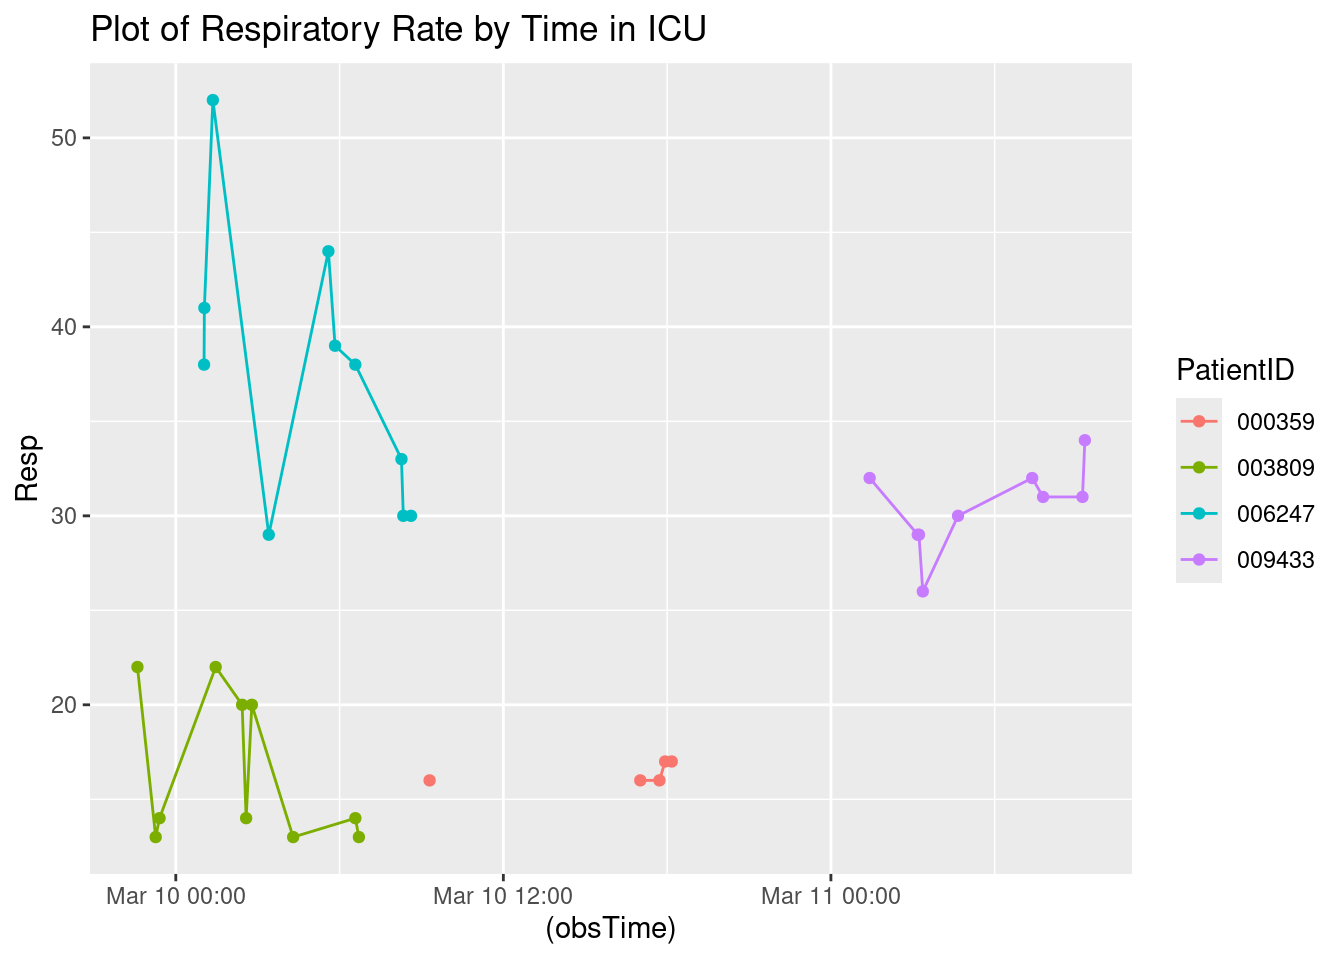 Plot of Respiratory Rate by Time in ICU
50
40
30
20
Resp
Mar 10 00:00
Mar 10 12:00
Mar 11 00:00
(obsTime)
PatientID
000359
003809
006247
009433